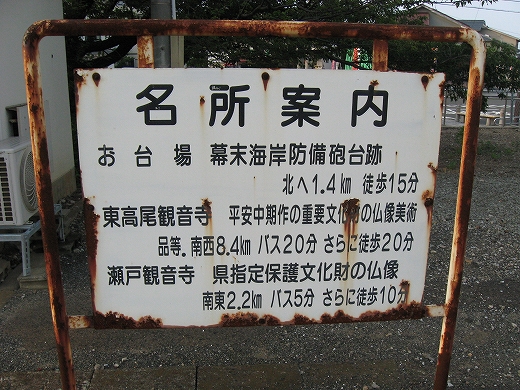 名所案内
お台場 幕末海岸防備砲台跡
北へ1.4km 徒歩15分
東高尾観音寺 平安中期作の重要文化財の仏像美術
品等．南西8.4km バス20分 さらに徒歩20分
瀬戸観音寺 県指定保護文化財の仏像
南東2.2km バス5分 さらに徒歩10分